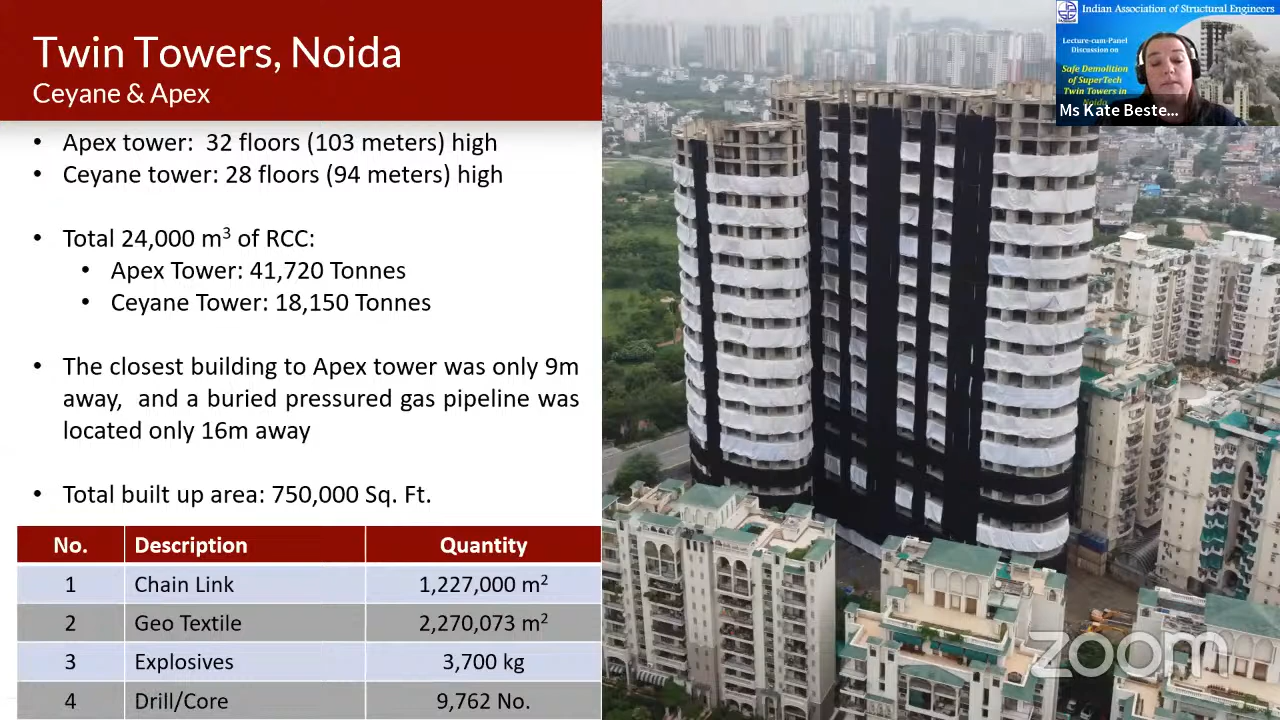 Twin Towers, Noida
Ceyane & Apex
• Apex tower: 32 floors (103 meters) high
• Ceyane tower: 28 floors (94 meters) high
• Total 24,000 m³ of RCC:
• Apex Tower: 41,720 Tonnes
• Ceyane Tower: 18,150 Tonnes
• The closest building to Apex tower was only 9m
away, and a buried pressured gas pipeline was
located only 16m away
• Total built up area: 750,000 Sq. Ft.
No. Description Quantity
1 Chain Link 1,227,000 m²
2 Geo Textile 2,270,073 m²
3 Explosives 3,700 kg
4 Drill/Core 9,762 No.
Indian Association of Structural Engineers
Lecture-cum-Panel
Discussion on
Safe Demolition
of SuperTech
Twin Towers in
Noida
Ms Kate Beste...
zoom